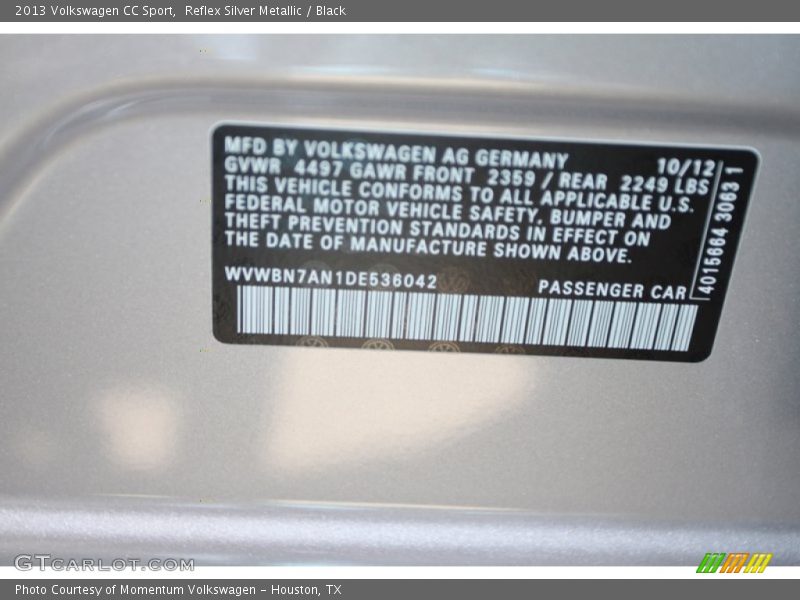 2013 Volkswagen CC Sport,  Reflex Silver Metallic / Black
MFD BY VOLKSWAGEN AG GERMANY 10/12
GVWR 4497 GAWR FRONT 2359 / REAR 2249 LBS
THIS VEHICLE CONFORMS TO ALL APPLICABLE U.S.
FEDERAL MOTOR VEHICLE SAFETY, BUMPER AND
THEFT PREVENTION STANDARDS IN EFFECT ON
THE DATE OF MANUFACTURE SHOWN ABOVE.
WVWBN7AN1DE536042 PASSENGER CAR
4015664 3063 1
GTcarlot.com
Photo Courtesy of Momentum Volkswagen - Houston, TX